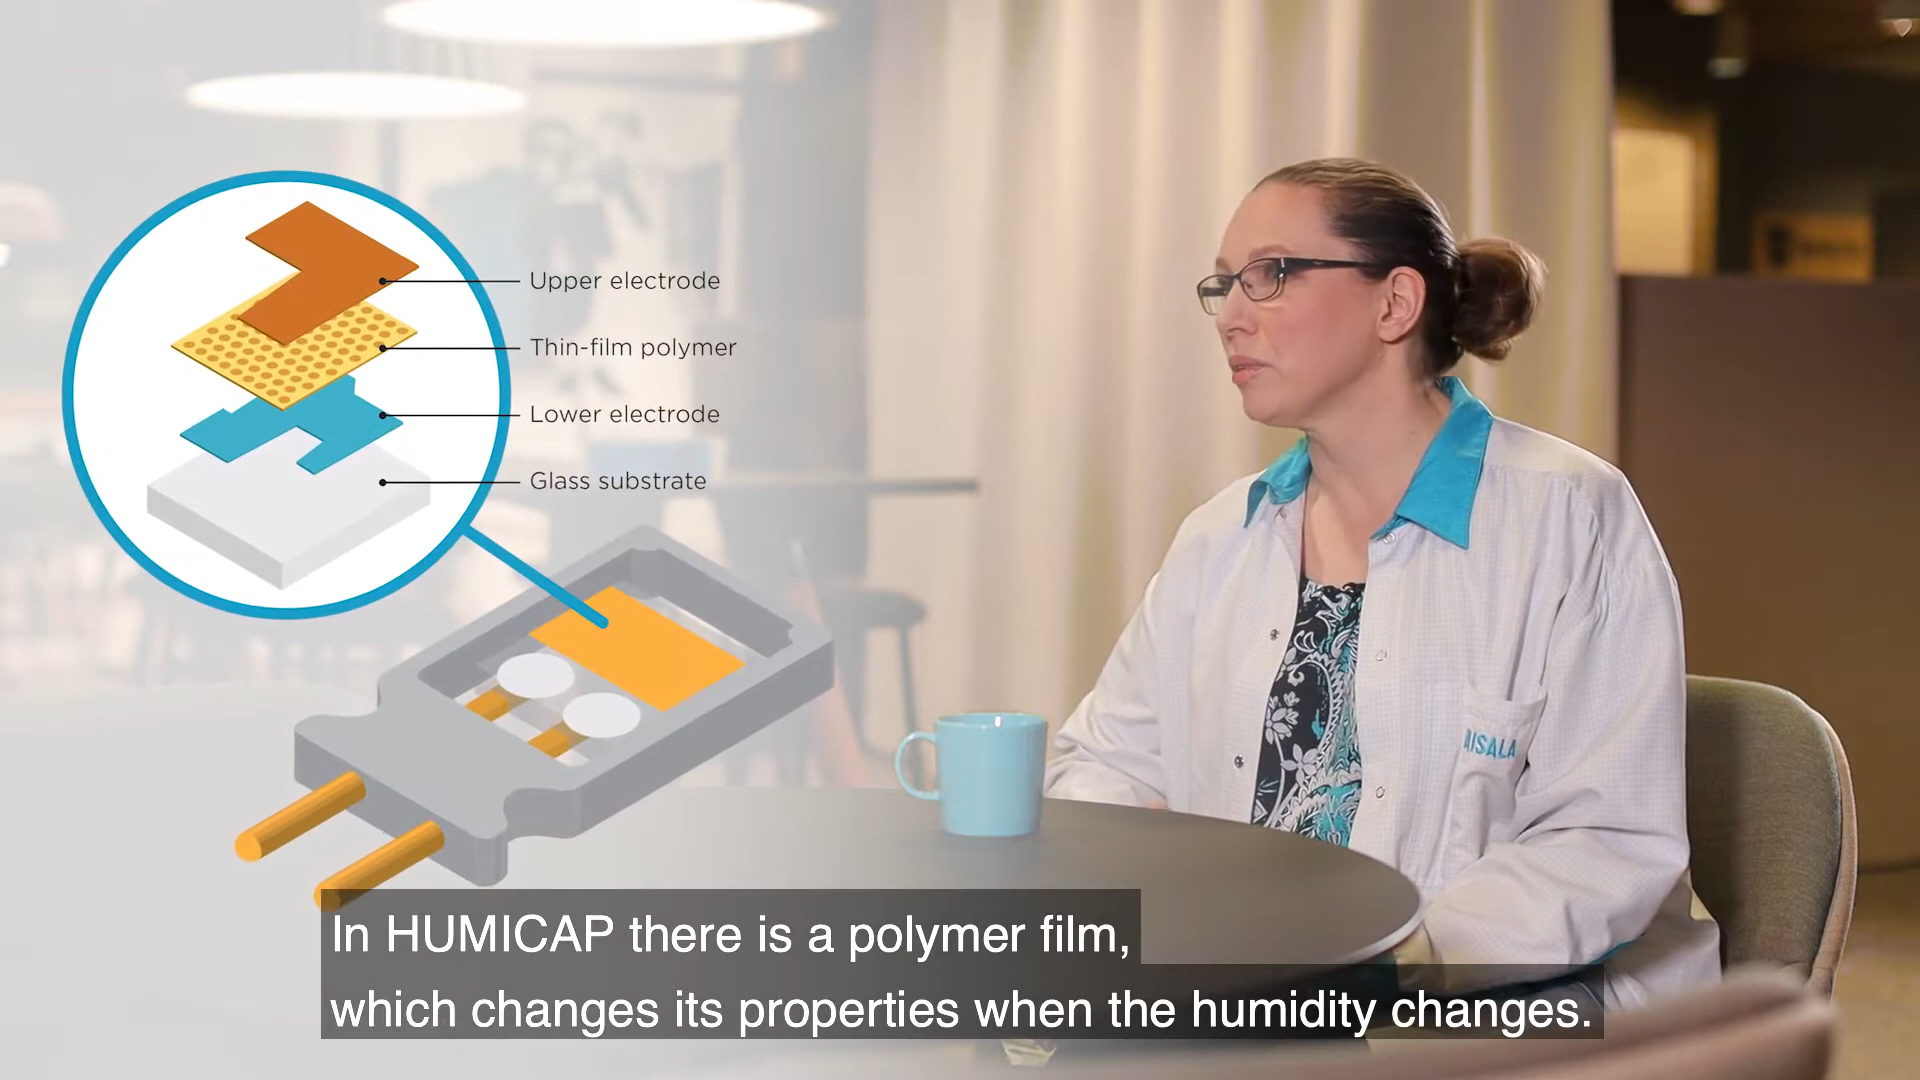 Upper electrode
Thin-film polymer
Lower electrode
Glass substrate
AISALA
In HUMICAP there is a polymer film,
which changes its properties when the humidity changes.